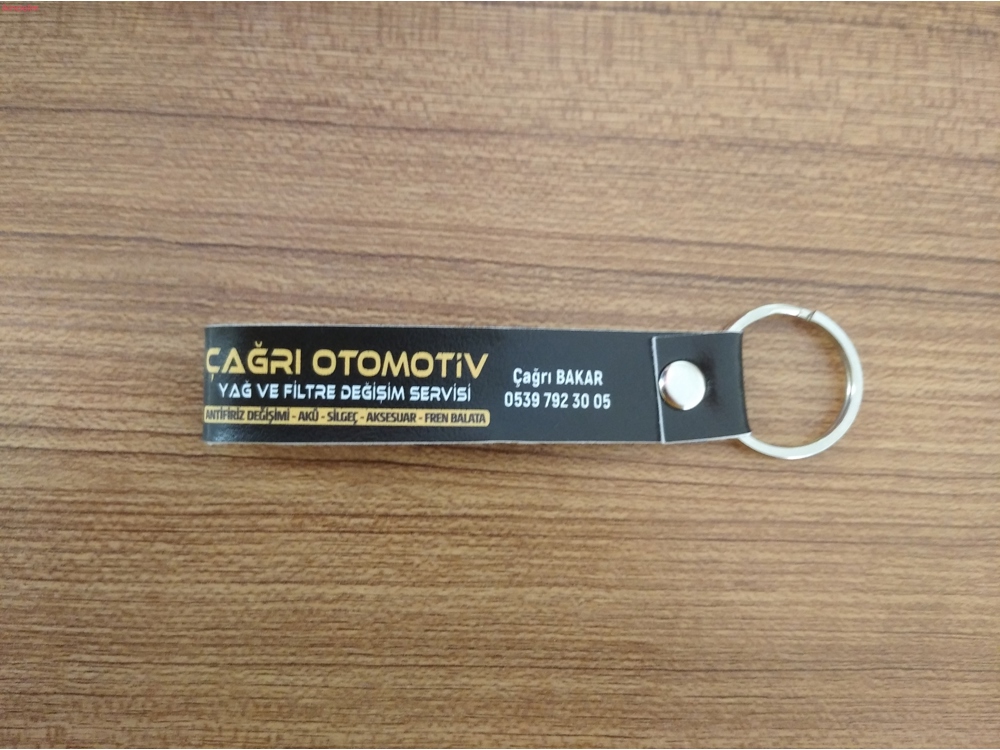 ÇAĞRI OTOMOTİV
YAĞ VE FİLTRE DEĞİŞİM SERVİSİ
ANTİFİRİZ DEĞİŞİMİ - AKÜ - SİLGEÇ - AKSESUAR - FREN BALATA
Çağrı BAKAR
0539 792 30 05